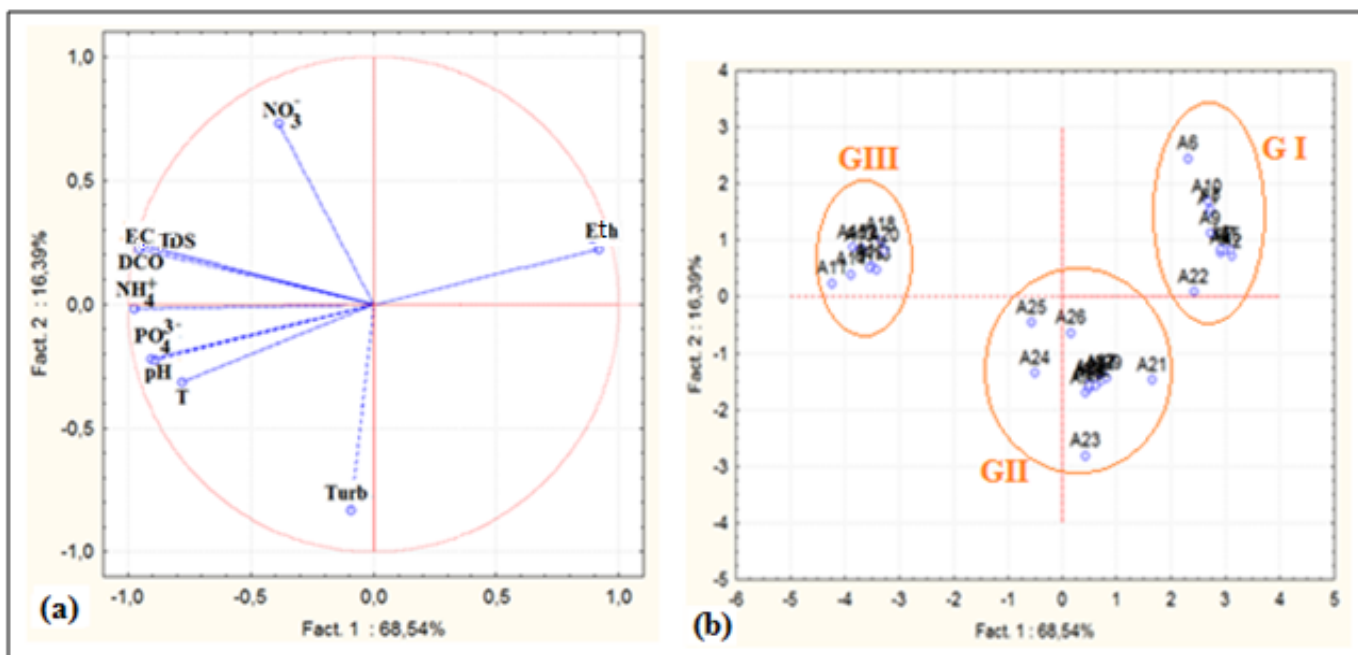 1,0
0,5
0,0
-0,5
-1,0
Fact. 2 : 16,39%
NO3-
EC TDS
DCO
NH4+
PO43-
pH
T
Eth
Turb
-1,0 -0,5 0,0 0,5 1,0
Fact. 1 : 68,54%
(a)
4
3
2
1
0
-1
-2
-3
-4
-5
Fact. 2 : 16,39%
GIII
G I
GII
A6
A10
A9
A2
A22
A18
A20
A11
A25
A26
A24
A21
A23
-6 -5 -4 -3 -2 -1 0 1 2 3 4 5
Fact. 1 : 68,54%
(b)